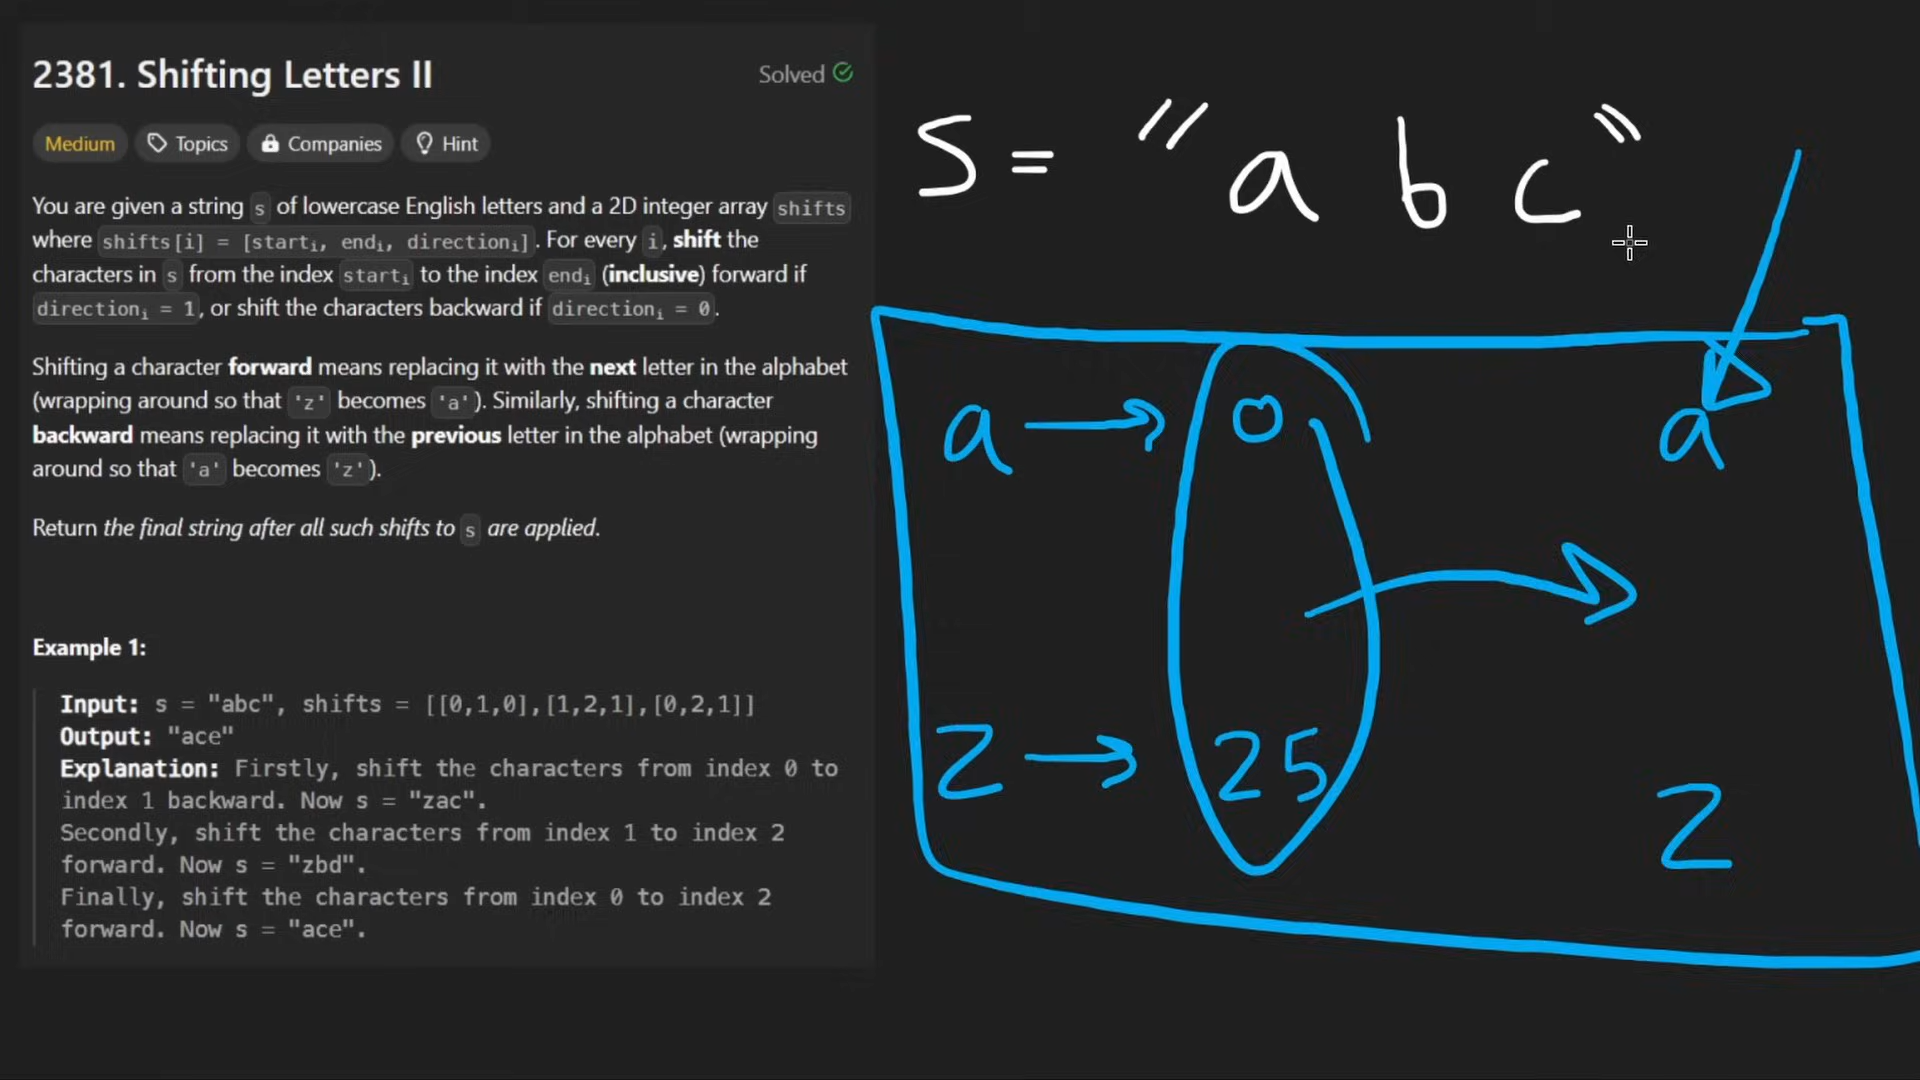 2381. Shifting Letters II
Solved
Medium Topics Companies Hint
You are given a string s of lowercase English letters and a 2D integer array shifts
where shifts[i] = [starti, endi, directioni]. For every i, shift the
characters in s from the index starti to the index endi (inclusive) forward if
directioni = 1, or shift the characters backward if directioni = 0.
Shifting a character forward means replacing it with the next letter in the alphabet
(wrapping around so that 'z' becomes 'a'). Similarly, shifting a character
backward means replacing it with the previous letter in the alphabet (wrapping
around so that 'a' becomes 'z').
Return the final string after all such shifts to s are applied.
Example 1:
Input: s = "abc", shifts = [[0,1,0],[1,2,1],[0,2,1]]
Output: "ace"
Explanation: Firstly, shift the characters from index 0 to
index 1 backward. Now s = "zac".
Secondly, shift the characters from index 1 to index 2
forward. Now s = "zbd".
Finally, shift the characters from index 0 to index 2
forward. Now s = "ace".
S = "a b c"
a → 0 a
z → 25 z